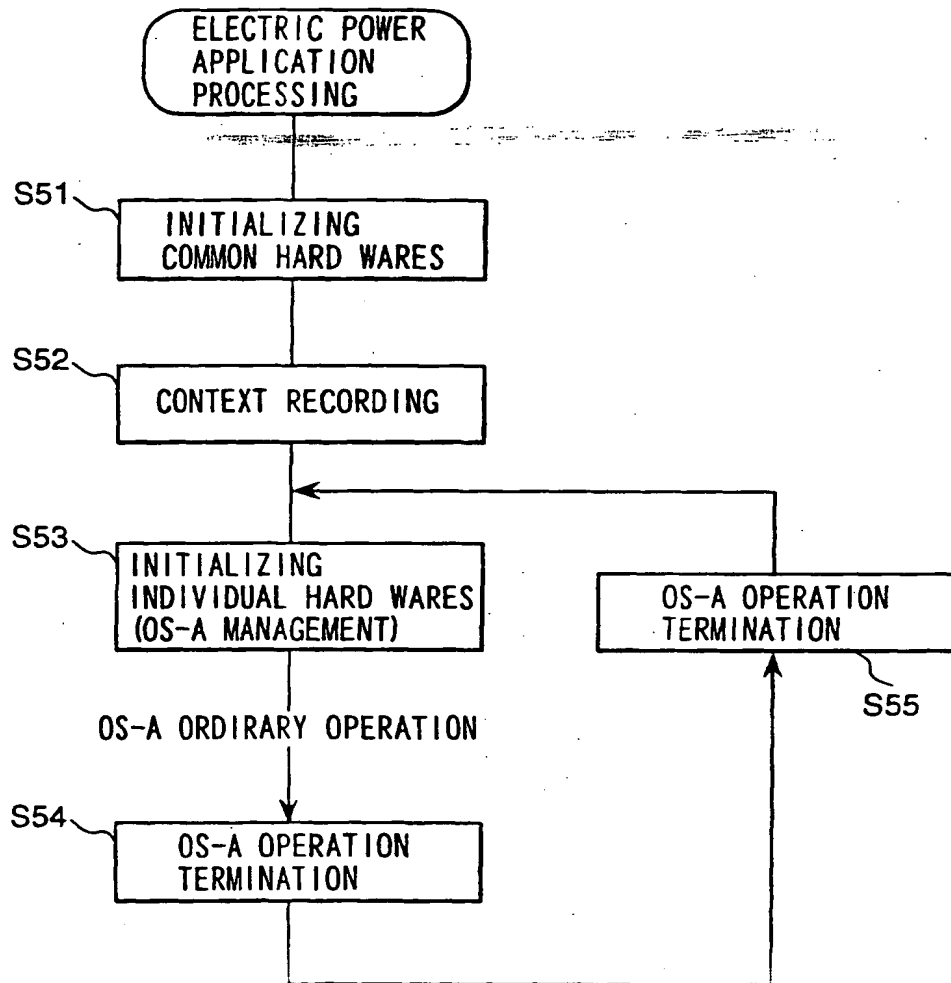 ELECTRIC POWER
APPLICATION
PROCESSING
S51
INITIALIZING
COMMON HARD WARES
S52
CONTEXT RECORDING
S53
INITIALIZING
INDIVIDUAL HARD WARES
(OS-A MANAGEMENT)
OS-A OPERATION
TERMINATION
S55
OS-A ORDIRARY OPERATION
S54
OS-A OPERATION
TERMINATION